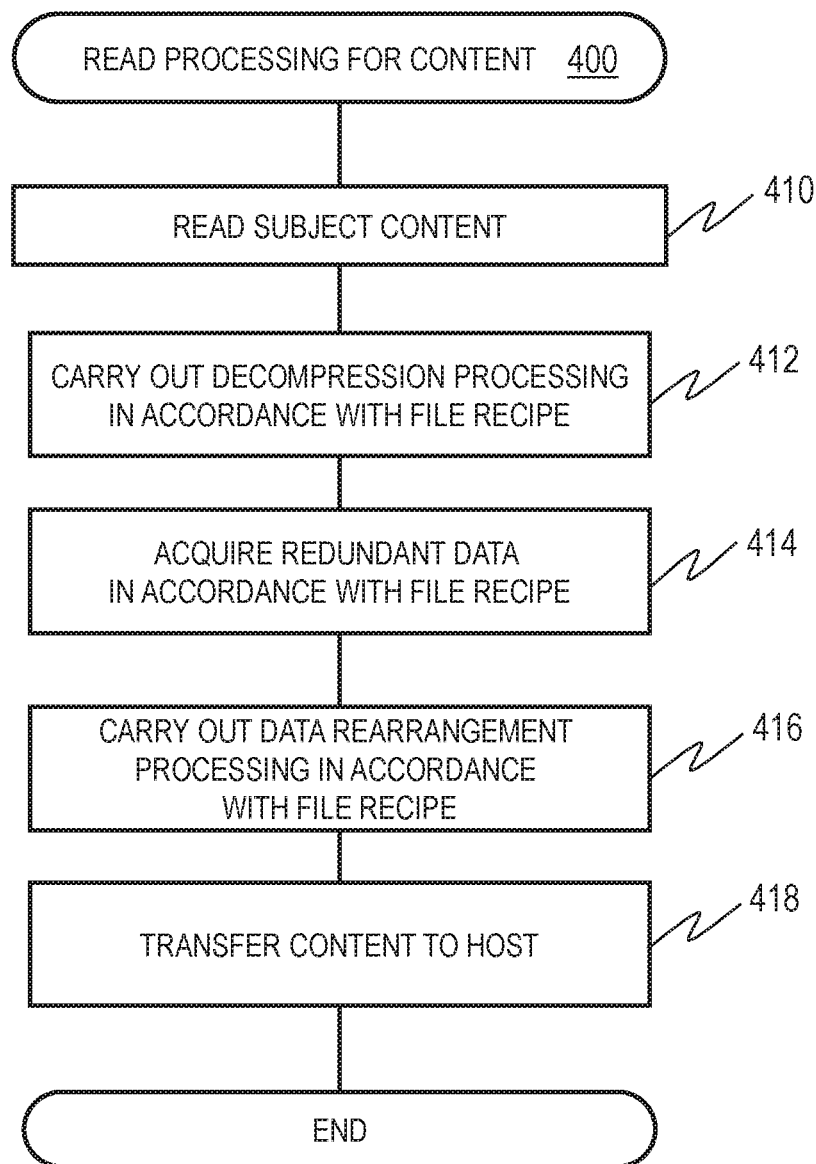 READ PROCESSING FOR CONTENT 400
READ SUBJECT CONTENT
410
CARRY OUT DECOMPRESSION PROCESSING
IN ACCORDANCE WITH FILE RECIPE
412
ACQUIRE REDUNDANT DATA
IN ACCORDANCE WITH FILE RECIPE
414
CARRY OUT DATA REARRANGEMENT
PROCESSING IN ACCORDANCE
WITH FILE RECIPE
416
TRANSFER CONTENT TO HOST
418
END